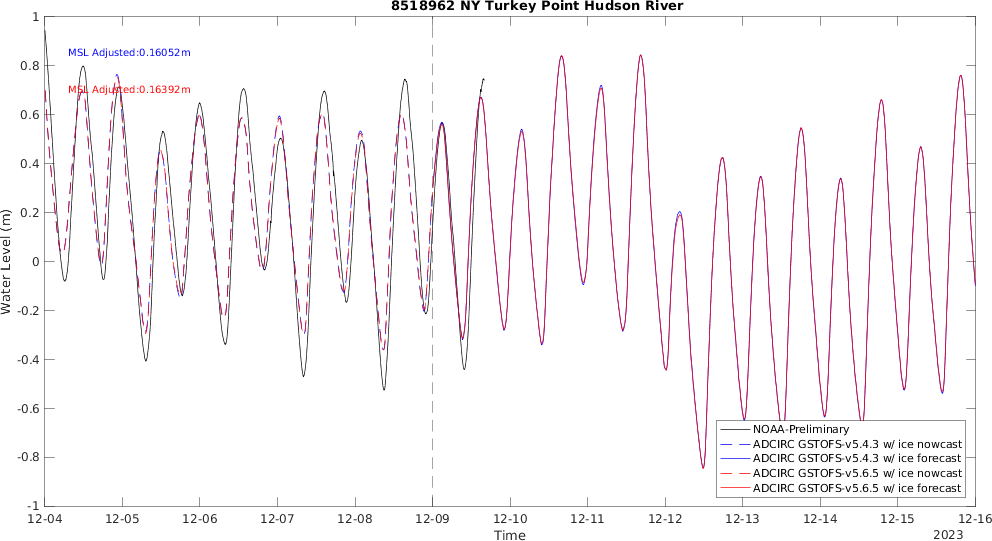 8518962 NY Turkey Point Hudson River
MSL Adjusted:0.16052m
MSL Adjusted:0.16392m
Water Level (m)
1
0.8
0.6
0.4
0.2
0
-0.2
-0.4
-0.6
-0.8
-1
NOAA-Preliminary
ADCIRC GSTOFS-v5.4.3 w/ ice nowcast
ADCIRC GSTOFS-v5.4.3 w/ ice forecast
ADCIRC GSTOFS-v5.6.5 w/ ice nowcast
ADCIRC GSTOFS-v5.6.5 w/ ice forecast
12-04 12-05 12-06 12-07 12-08 12-09 12-10 12-11 12-12 12-13 12-14 12-15 12-16
Time
2023